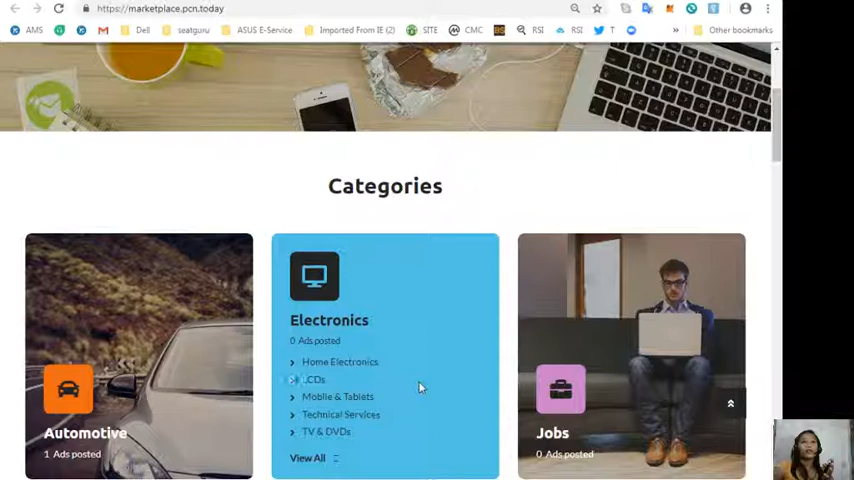 https://marketplace.pcn.today
AMS
Dell
seatguru
ASUS E-Service
Imported From IE (2)
SITE
CMC
BS
RSI
RSI
T
»
Other bookmarks
Categories
Electronics
0 Ads posted
Home Electronics
LCDs
Mobile & Tablets
Technical Services
TV & DVDs
View All
Automotive
1 Ads posted
Jobs
0 Ads posted